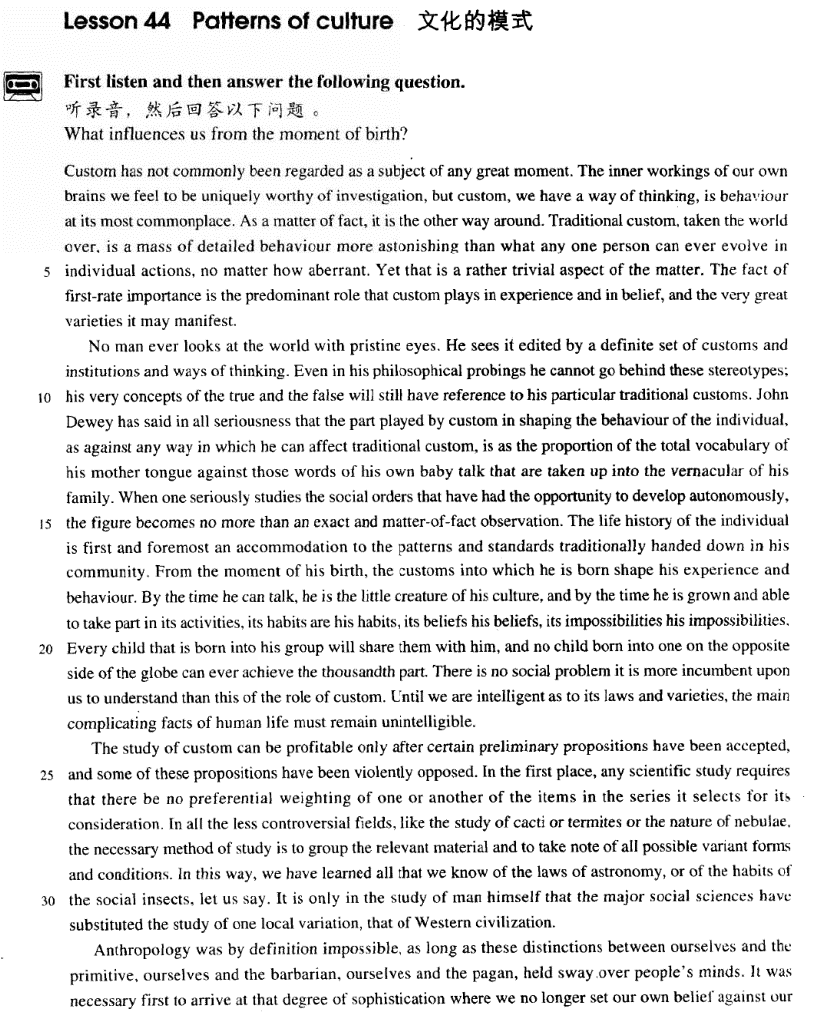 Lesson 44 Patterns of culture 文化的模式
First listen and then answer the following question.
听录音，然后回答以下问题。
What influences us from the moment of birth?
Custom has not commonly been regarded as a subject of any great moment. The inner workings of our own
brains we feel to be uniquely worthy of investigation, but custom, we have a way of thinking, is behaviour
at its most commonplace. As a matter of fact, it is the other way around. Traditional custom, taken the world
over, is a mass of detailed behaviour more astonishing than what any one person can ever evolve in
5 individual actions, no matter how aberrant. Yet that is a rather trivial aspect of the matter. The fact of
first-rate importance is the predominant role that custom plays in experience and in belief, and the very great
varieties it may manifest.
No man ever looks at the world with pristine eyes. He sees it edited by a definite set of customs and
institutions and ways of thinking. Even in his philosophical probings he cannot go behind these stereotypes;
10 his very concepts of the true and the false will still have reference to his particular traditional customs. John
Dewey has said in all seriousness that the part played by custom in shaping the behaviour of the individual,
as against any way in which he can affect traditional custom, is as the proportion of the total vocabulary of
his mother tongue against those words of his own baby talk that are taken up into the vernacular of his
family. When one seriously studies the social orders that have had the opportunity to develop autonomously,
15 the figure becomes no more than an exact and matter-of-fact observation. The life history of the individual
is first and foremost an accommodation to the patterns and standards traditionally handed down in his
community. From the moment of his birth, the customs into which he is born shape his experience and
behaviour. By the time he can talk, he is the little creature of his culture, and by the time he is grown and able
to take part in its activities, its habits are his habits, its beliefs his beliefs, its impossibilities his impossibilities.
20 Every child that is born into his group will share them with him, and no child born into one on the opposite
side of the globe can ever achieve the thousandth part. There is no social problem it is more incumbent upon
us to understand than this of the role of custom. Until we are intelligent as to its laws and varieties, the main
complicating facts of human life must remain unintelligible.
The study of custom can be profitable only after certain preliminary propositions have been accepted,
25 and some of these propositions have been violently opposed. In the first place, any scientific study requires
that there be no preferential weighting of one or another of the items in the series it selects for its
consideration. In all the less controversial fields, like the study of cacti or termites or the nature of nebulae,
the necessary method of study is to group the relevant material and to take note of all possible variant forms
and conditions. In this way, we have learned all that we know of the laws of astronomy, or of the habits of
30 the social insects, let us say. It is only in the study of man himself that the major social sciences have
substituted the study of one local variation, that of Western civilization.
Anthropology was by definition impossible, as long as these distinctions between ourselves and the
primitive, ourselves and the barbarian, ourselves and the pagan, held sway over people's minds. It was
necessary first to arrive at that degree of sophistication where we no longer set our own belief against our